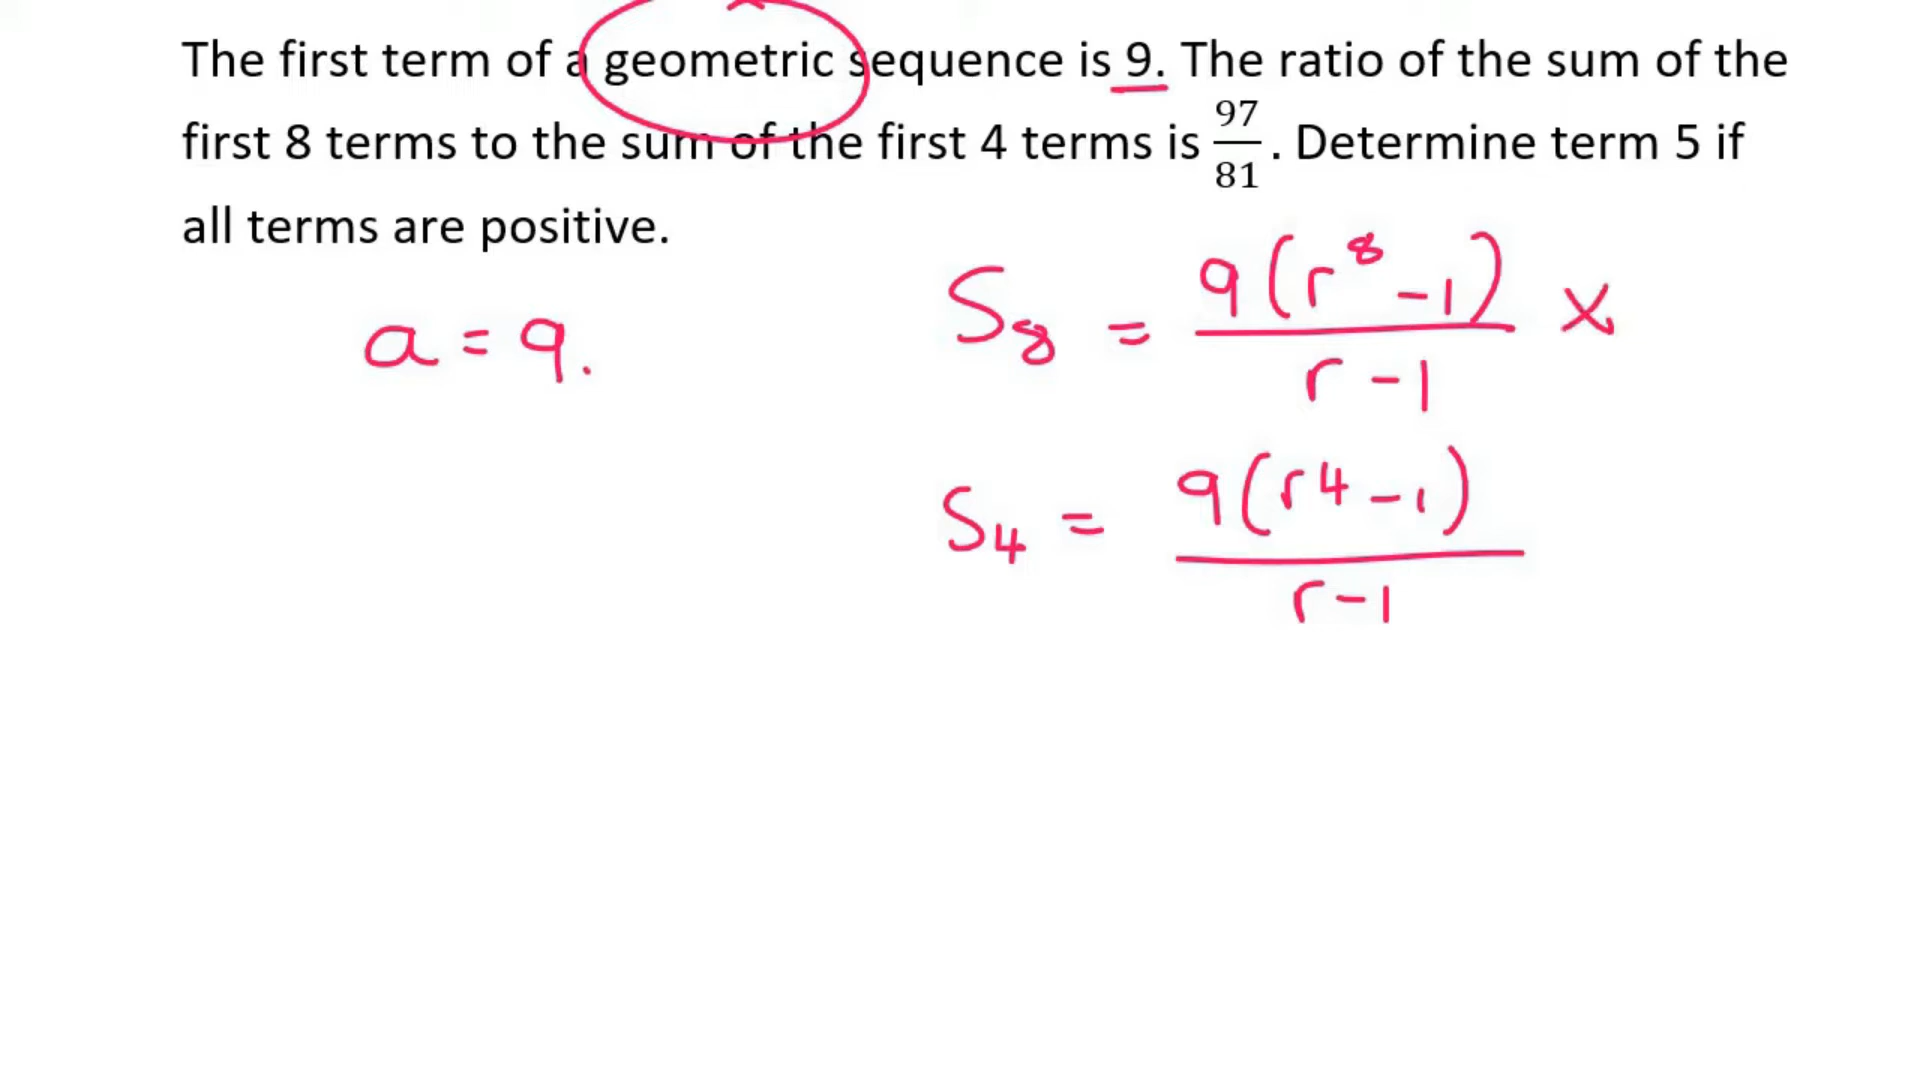 The first term of a geometric sequence is 9. The ratio of the sum of the
first 8 terms to the sum of the first 4 terms is 97/81. Determine term 5 if
all terms are positive.
a = 9.
S₈ = 9(r⁸ - 1) / r - 1 ×
S₄ = 9(r⁴ - 1) / r - 1